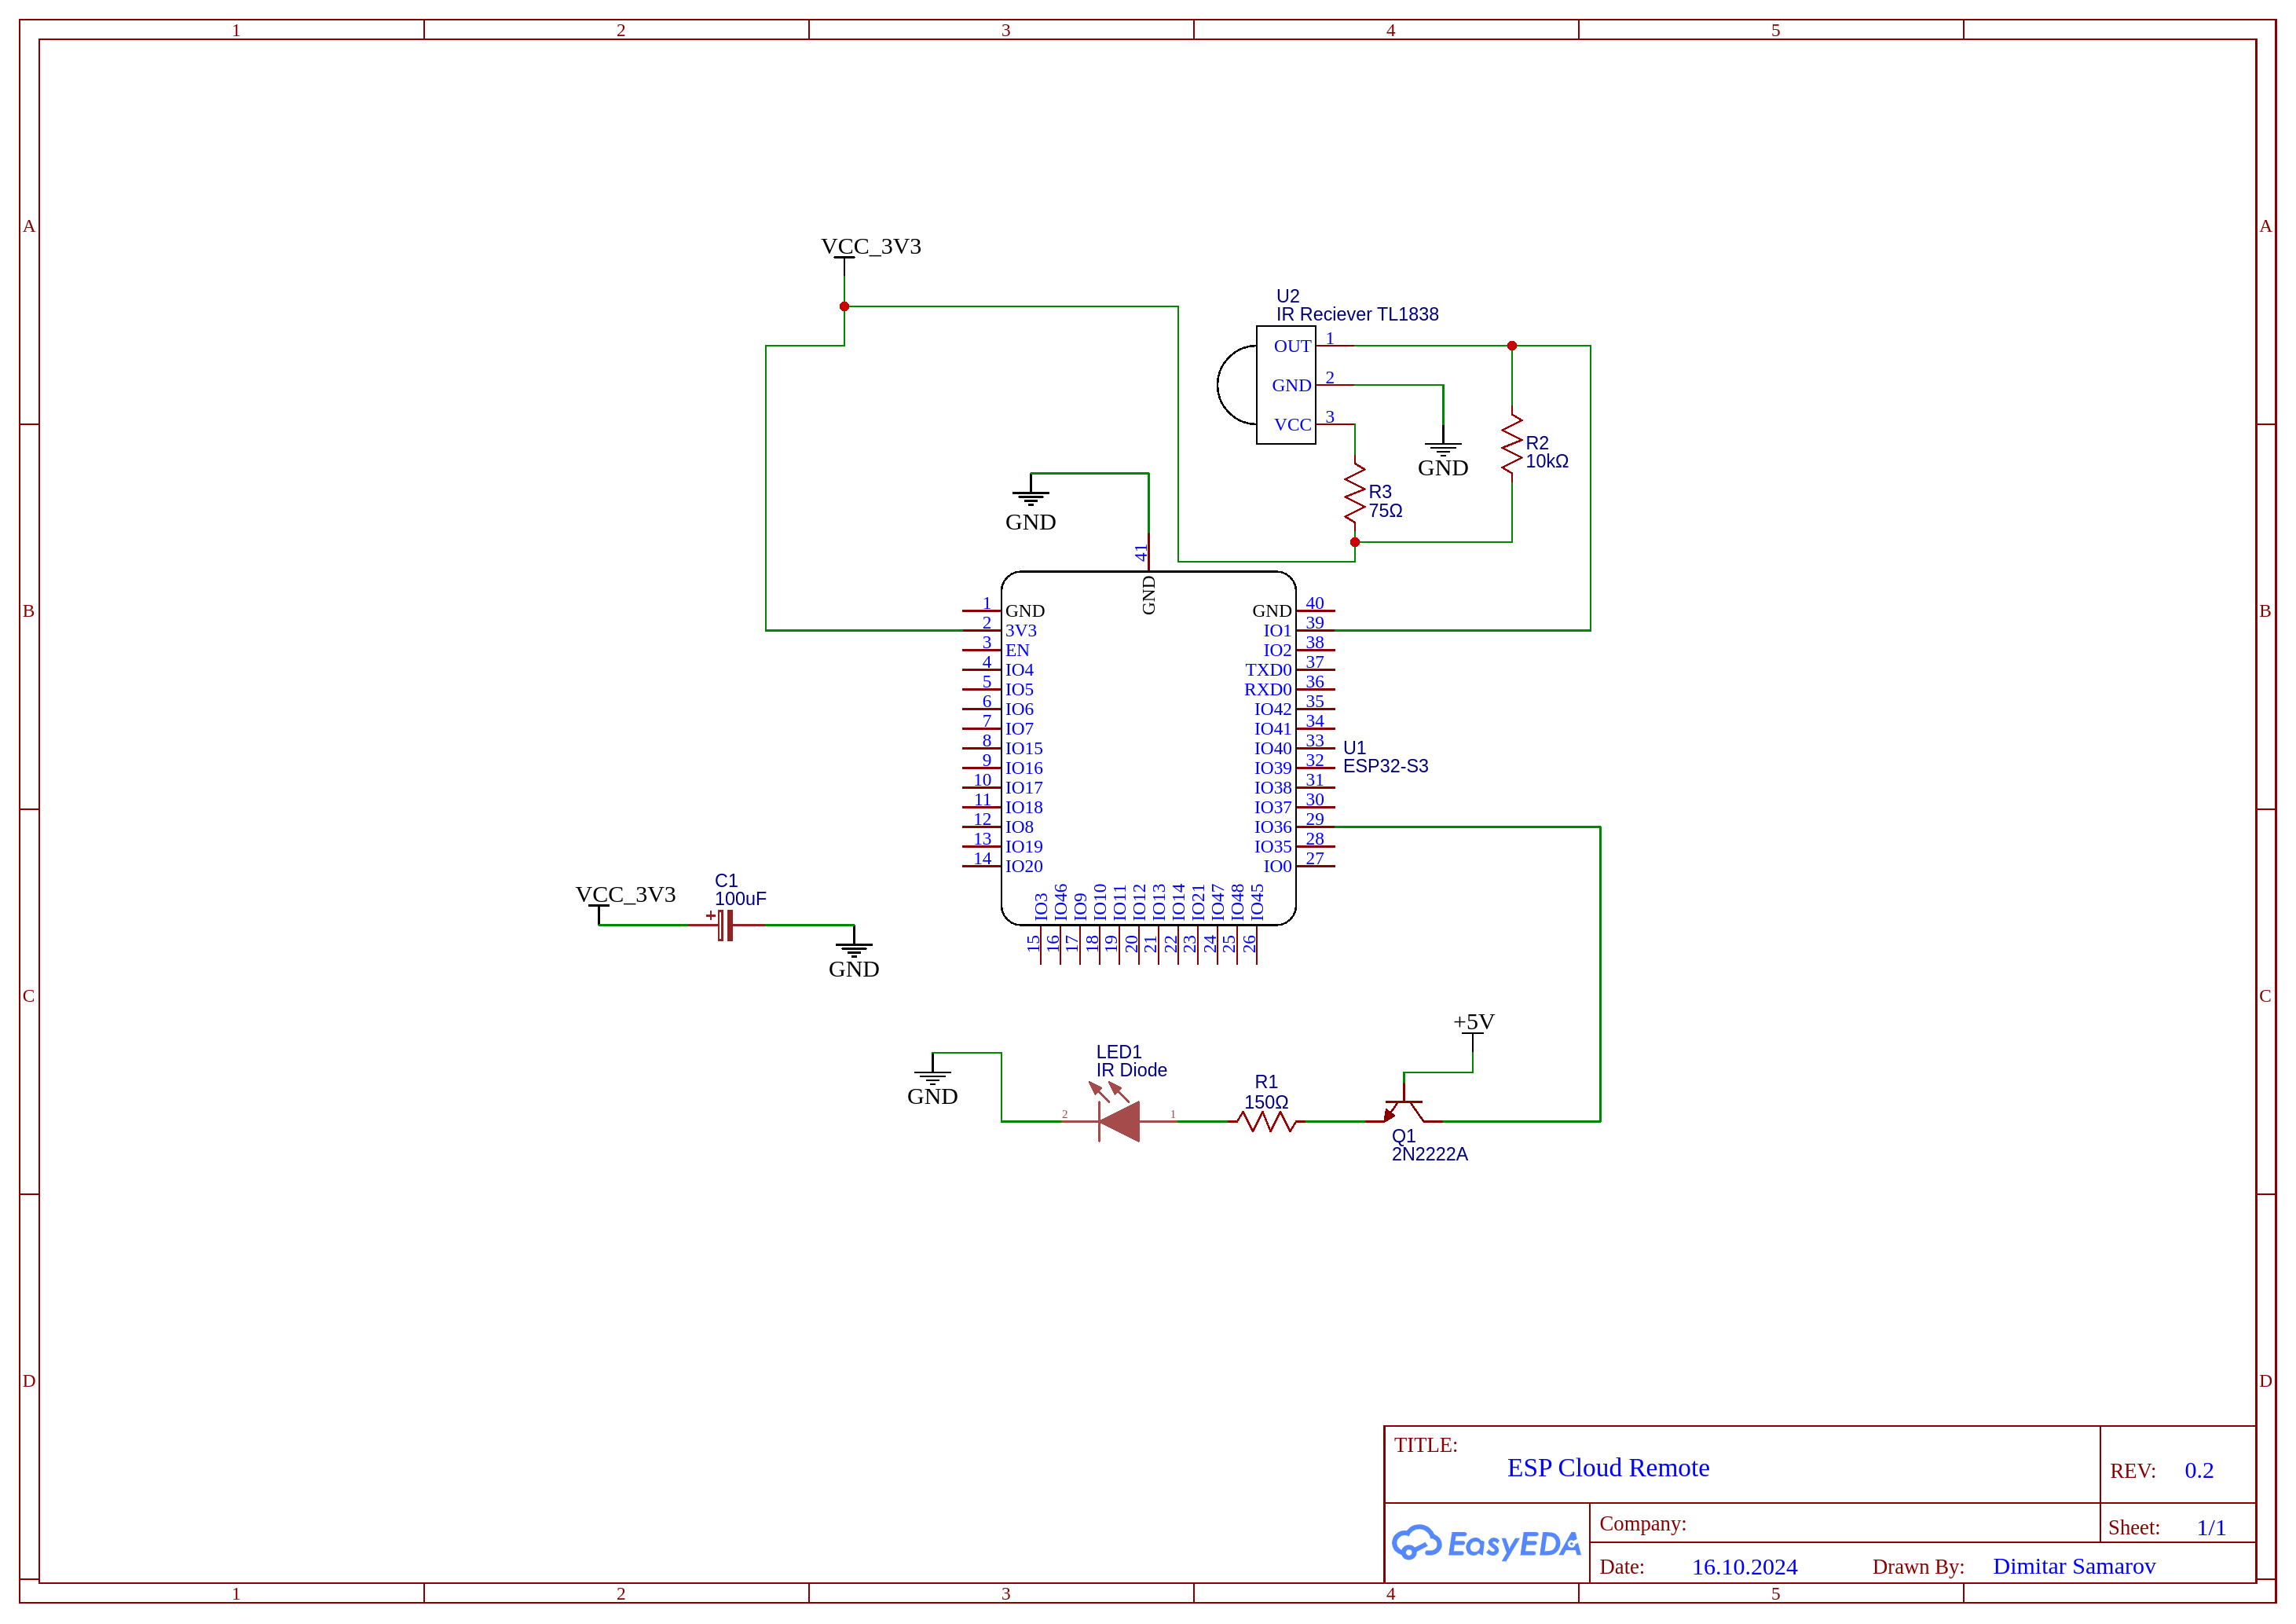 1 2 3 4 5
A A
VCC_3V3
U2
IR Reciever TL1838
OUT 1
GND 2
VCC 3
R2
10kΩ
GND
R3
75Ω
GND
41
GND
B B
1 GND
2 3V3
3 EN
4 IO4
5 IO5
6 IO6
7 IO7
8 IO15
9 IO16
10 IO17
11 IO18
12 IO8
13 IO19
14 IO20
GND 40
IO1 39
IO2 38
TXD0 37
RXD0 36
IO42 35
IO41 34
IO40 33
IO39 32
IO38 31
IO37 30
IO36 29
IO35 28
IO0 27
U1
ESP32-S3
IO3 IO46 IO9 IO10 IO11 IO12 IO13 IO14 IO21 IO47 IO48 IO45
15 16 17 18 19 20 21 22 23 24 25 26
VCC_3V3
C1
100uF
+
GND
C C
+5V
LED1
IR Diode
GND
2 1
R1
150Ω
Q1
2N2222A
D D
TITLE:
ESP Cloud Remote
REV: 0.2
EasyEDA
Company:
Sheet: 1/1
Date: 16.10.2024
Drawn By: Dimitar Samarov
1 2 3 4 5